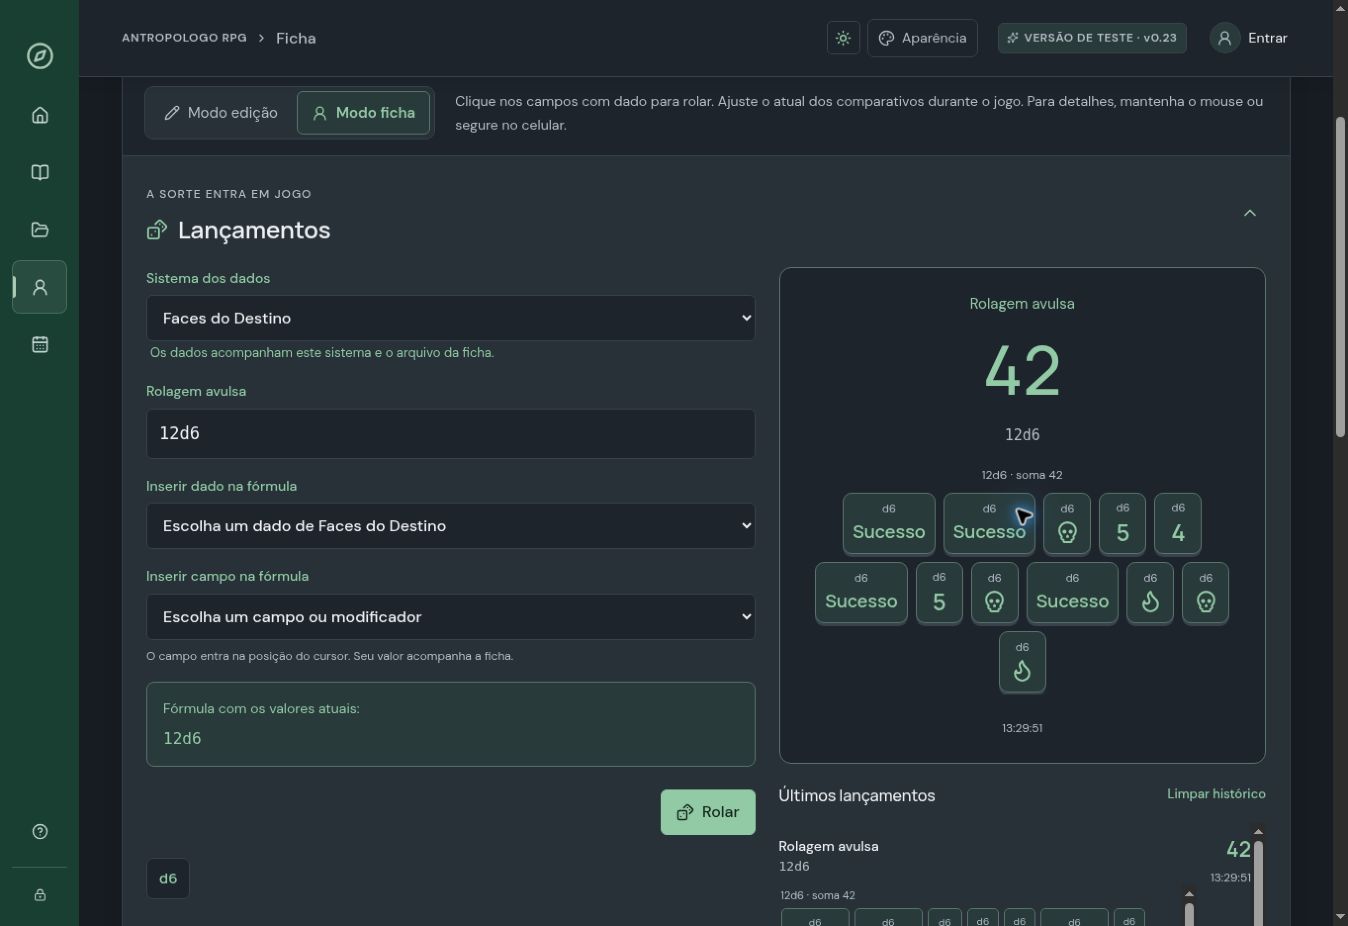 ANTROPOLOGO RPG > Ficha
Aparência
VERSÃO DE TESTE · v0.23
Entrar
Modo edição
Modo ficha
Clique nos campos com dado para rolar. Ajuste o atual dos comparativos durante o jogo. Para detalhes, mantenha o mouse ou
segure no celular.
A SORTE ENTRA EM JOGO
Lançamentos
Sistema dos dados
Faces do Destino
Os dados acompanham este sistema e o arquivo da ficha.
Rolagem avulsa
12d6
Inserir dado na fórmula
Escolha um dado de Faces do Destino
Inserir campo na fórmula
Escolha um campo ou modificador
O campo entra na posição do cursor. Seu valor acompanha a ficha.
Fórmula com os valores atuais:
12d6
Rolar
d6
Rolagem avulsa
42
12d6
12d6 · soma 42
d6 d6 d6 d6 d6
Sucesso Sucesso 5 4
d6 d6 d6 d6 d6 d6
Sucesso 5 Sucesso
d6
13:29:51
Últimos lançamentos
Limpar histórico
Rolagem avulsa
42
12d6
13:29:51
12d6 · soma 42
d6 d6 d6 d6 d6 d6 d6